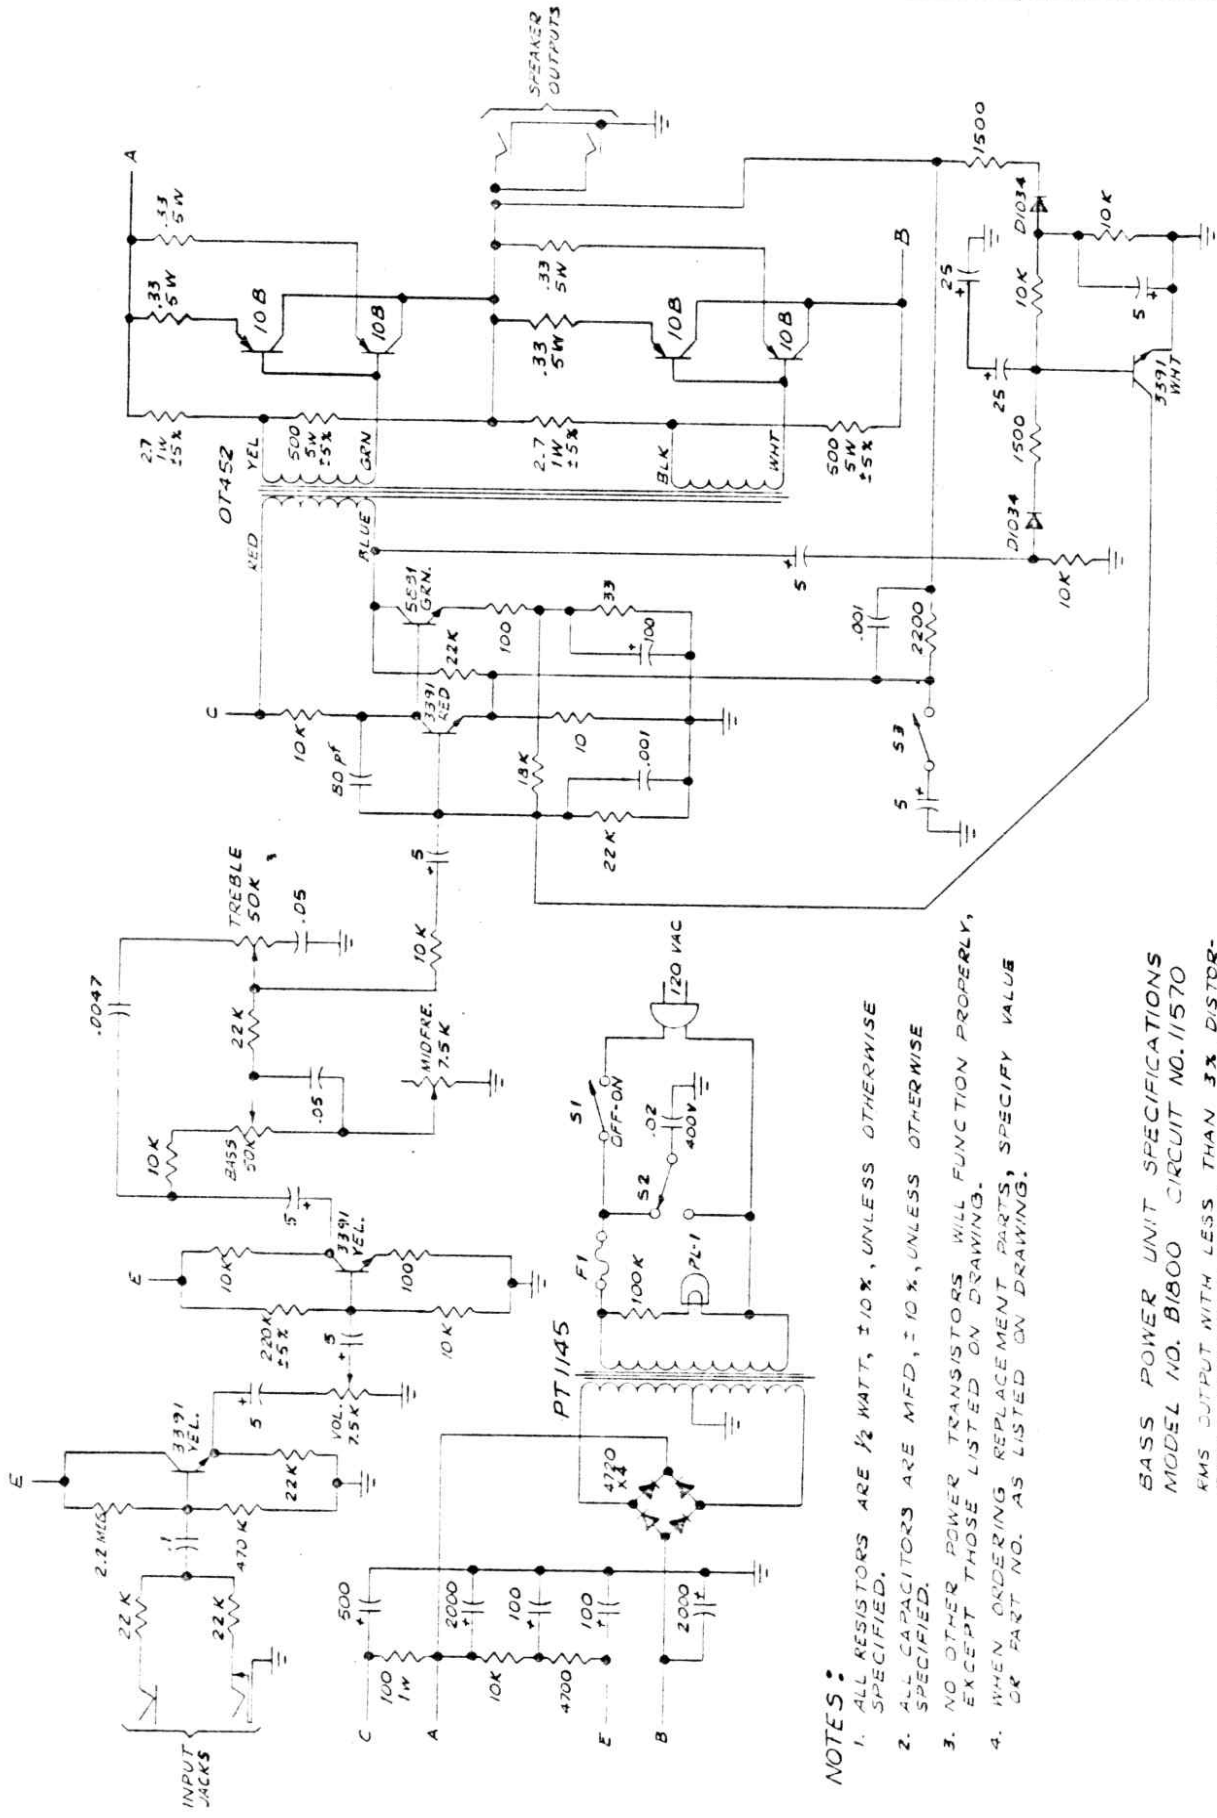 INPUT
JACKS
22K
22K
.1
2.2 MEG
470K
E
3391
YEL.
22K
5
VOL.
7.5K
5
220K
±5%
10K
E
10K
3391
YEL.
100
5
10K
BASS
50K
.05
22K
MIDFRE.
7.5K
.0047
TREBLE
50K
.05
10K
5
C
10K
80 pf
3391
RED
22K
10
18K
.001
22K
5881
GRN.
100
33
100
RED
BLUE
OT452
YEL
GRN
BLK
WHT
2.7
1W
±5%
500
5W
±5%
2.7
1W
±5%
500
5W
±5%
A
.33
5W
.33
5W
10B
10B
.33
5W
.33
5W
10B
10B
B
SPEAKER
OUTPUTS
1500
D1034
10K
25
25
10K
5
3391
WHT
1500
D1034
10K
5
.001
2200
S3
5
C
100
1W
A
10K
4700
E
B
500
2000
100
100
2000
4720
X4
PT1145
F1
100K
PL-1
S1
OFF-ON
S2
.02
400V
120 VAC
NOTES:
1. ALL RESISTORS ARE ½ WATT, ±10%, UNLESS OTHERWISE
SPECIFIED.
2. ALL CAPACITORS ARE MFD, ±10%, UNLESS OTHERWISE
SPECIFIED.
3. NO OTHER POWER TRANSISTORS WILL FUNCTION PROPERLY,
EXCEPT THOSE LISTED ON DRAWING.
4. WHEN ORDERING REPLACEMENT PARTS, SPECIFY VALUE
OR PART NO. AS LISTED ON DRAWING.
BASS POWER UNIT SPECIFICATIONS
MODEL NO. B1800 CIRCUIT NO. 11570
RMS OUTPUT WITH LESS THAN 3% DISTOR-